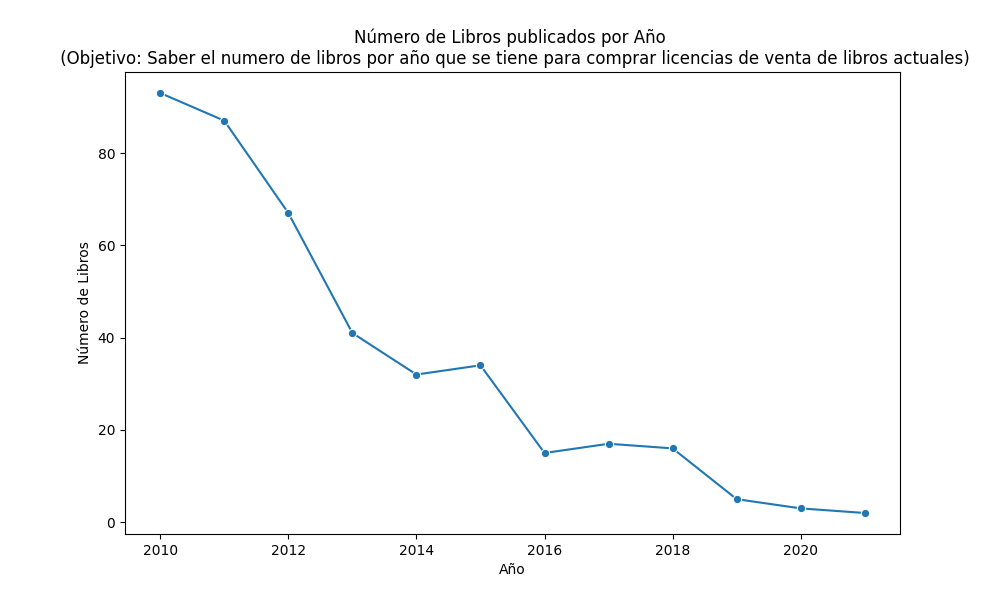 Número de Libros publicados por Año
(Objetivo: Saber el numero de libros por año que se tiene para comprar licencias de venta de libros actuales)
Número de Libros
80
60
40
20
0
2010
2012
2014
2016
2018
2020
Año